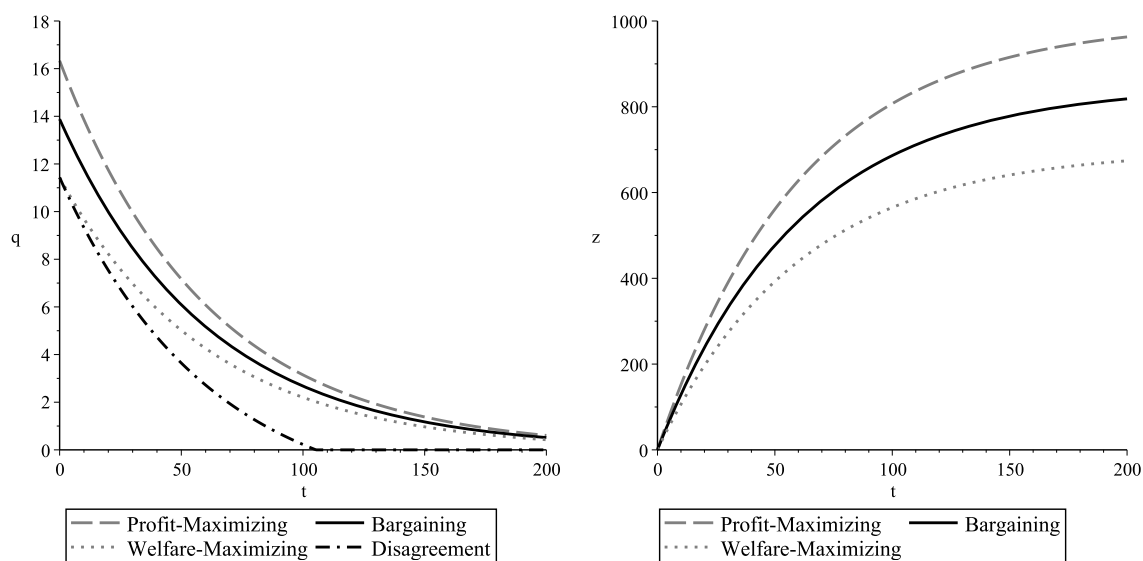 18
16
14
12
10
q
8
6
4
2
0
0 50 100 150 200
t
Profit-Maximizing Bargaining
Welfare-Maximizing Disagreement
1000
800
600
z
400
200
0
0 50 100 150 200
t
Profit-Maximizing Bargaining
Welfare-Maximizing